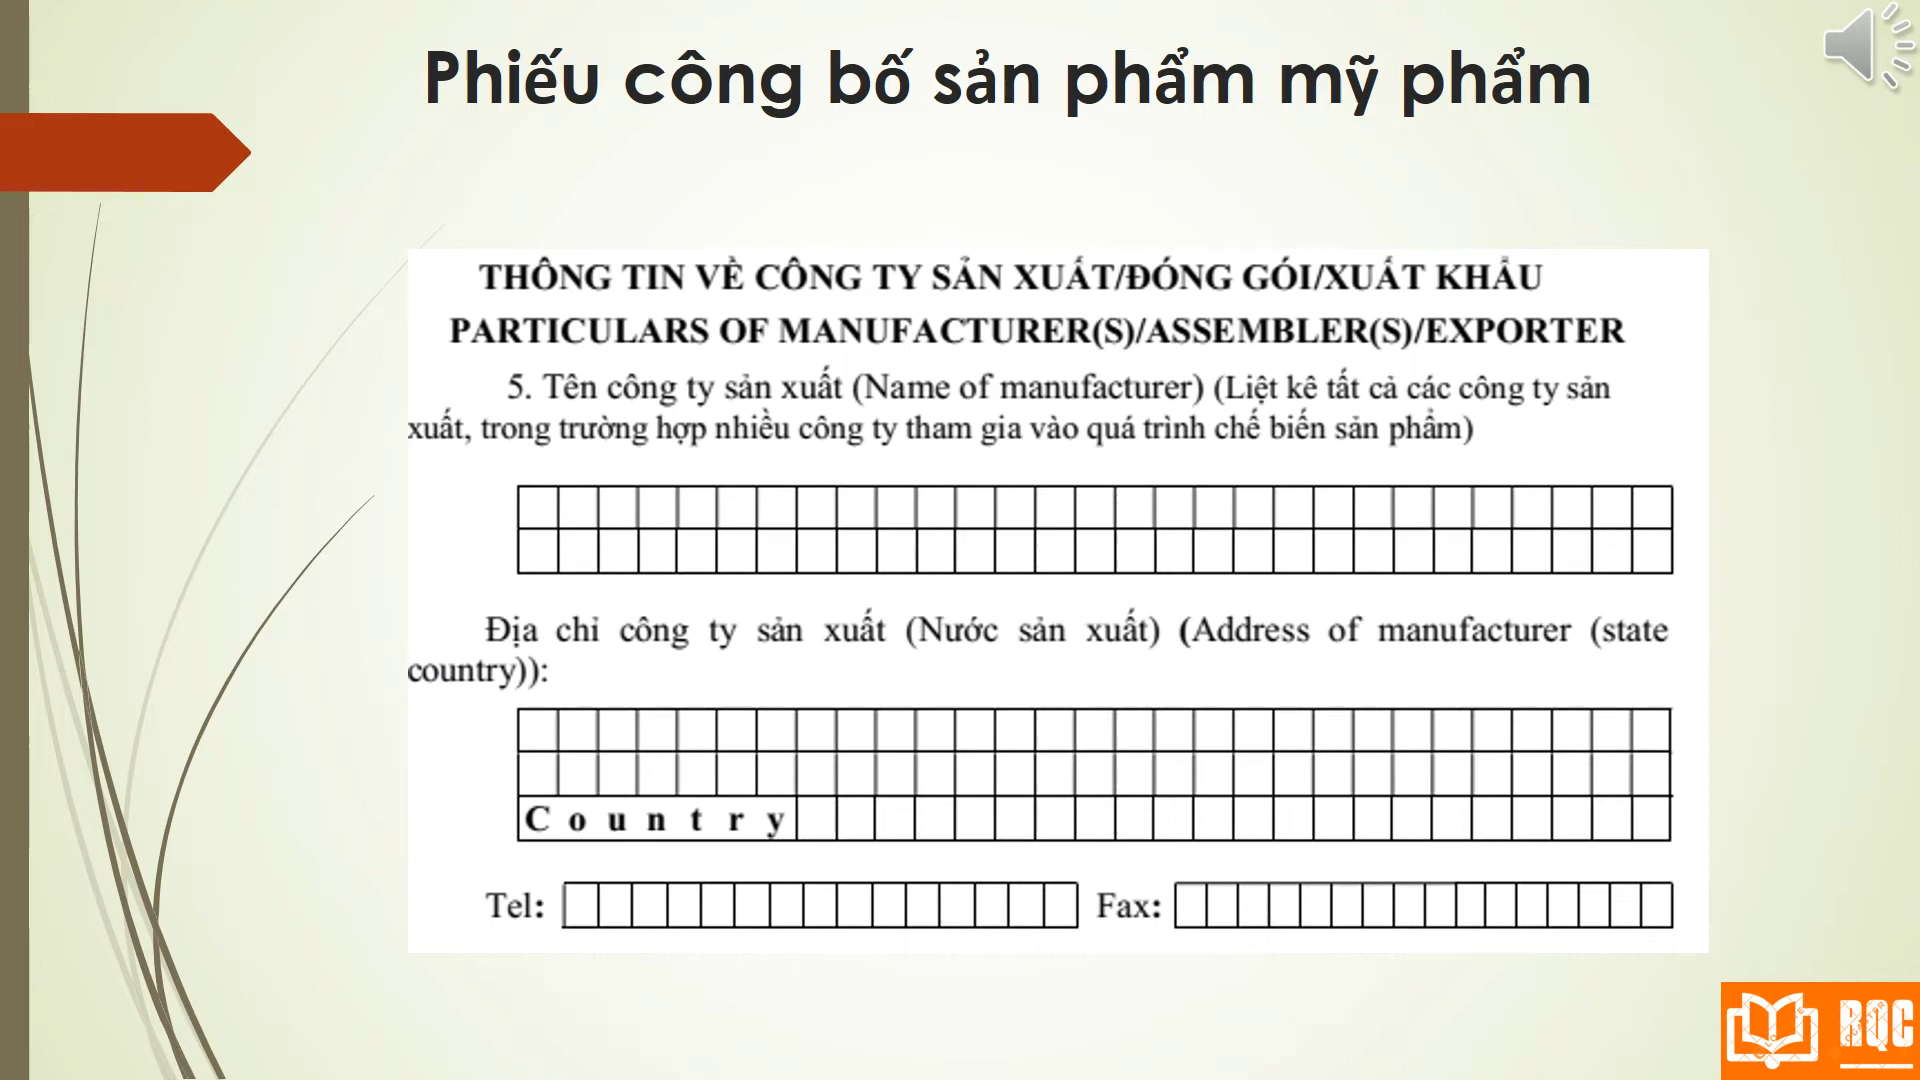 Phiếu công bố sản phẩm mỹ phẩm
THÔNG TIN VỀ CÔNG TY SẢN XUẤT/ĐÓNG GÓI/XUẤT KHẨU
PARTICULARS OF MANUFACTURER(S)/ASSEMBLER(S)/EXPORTER
5. Tên công ty sản xuất (Name of manufacturer) (Liệt kê tất cả các công ty sản
xuất, trong trường hợp nhiều công ty tham gia vào quá trình chế biến sản phẩm)
Địa chỉ công ty sản xuất (Nước sản xuất) (Address of manufacturer (state
country)):
Country
Tel: Fax:
RQC